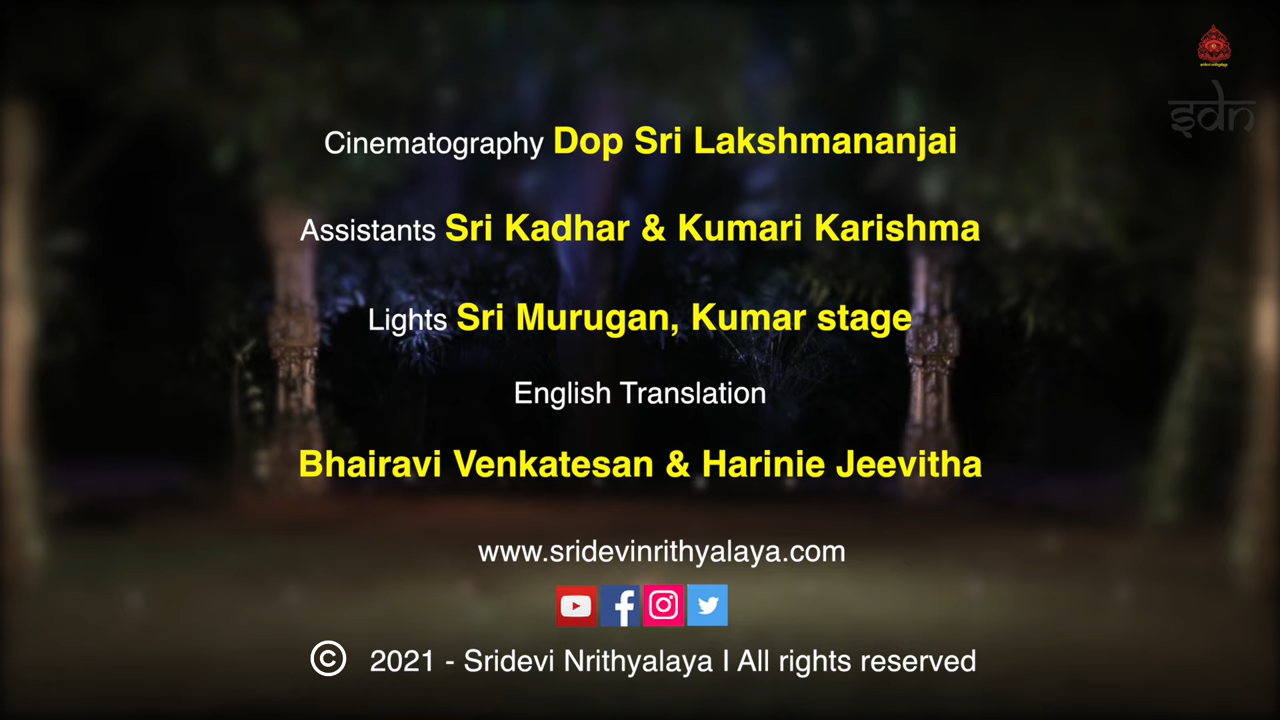 sdn
Cinematography Dop Sri Lakshmananjai
Assistants Sri Kadhar & Kumari Karishma
Lights Sri Murugan, Kumar stage
English Translation
Bhairavi Venkatesan & Harinie Jeevitha
www.sridevinrithyalaya.com
© 2021 - Sridevi Nrithyalaya I All rights reserved